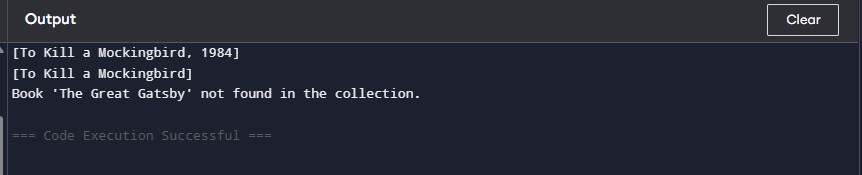 Output
Clear
[To Kill a Mockingbird, 1984]
[To Kill a Mockingbird]
Book 'The Great Gatsby' not found in the collection.
=== Code Execution Successful ===